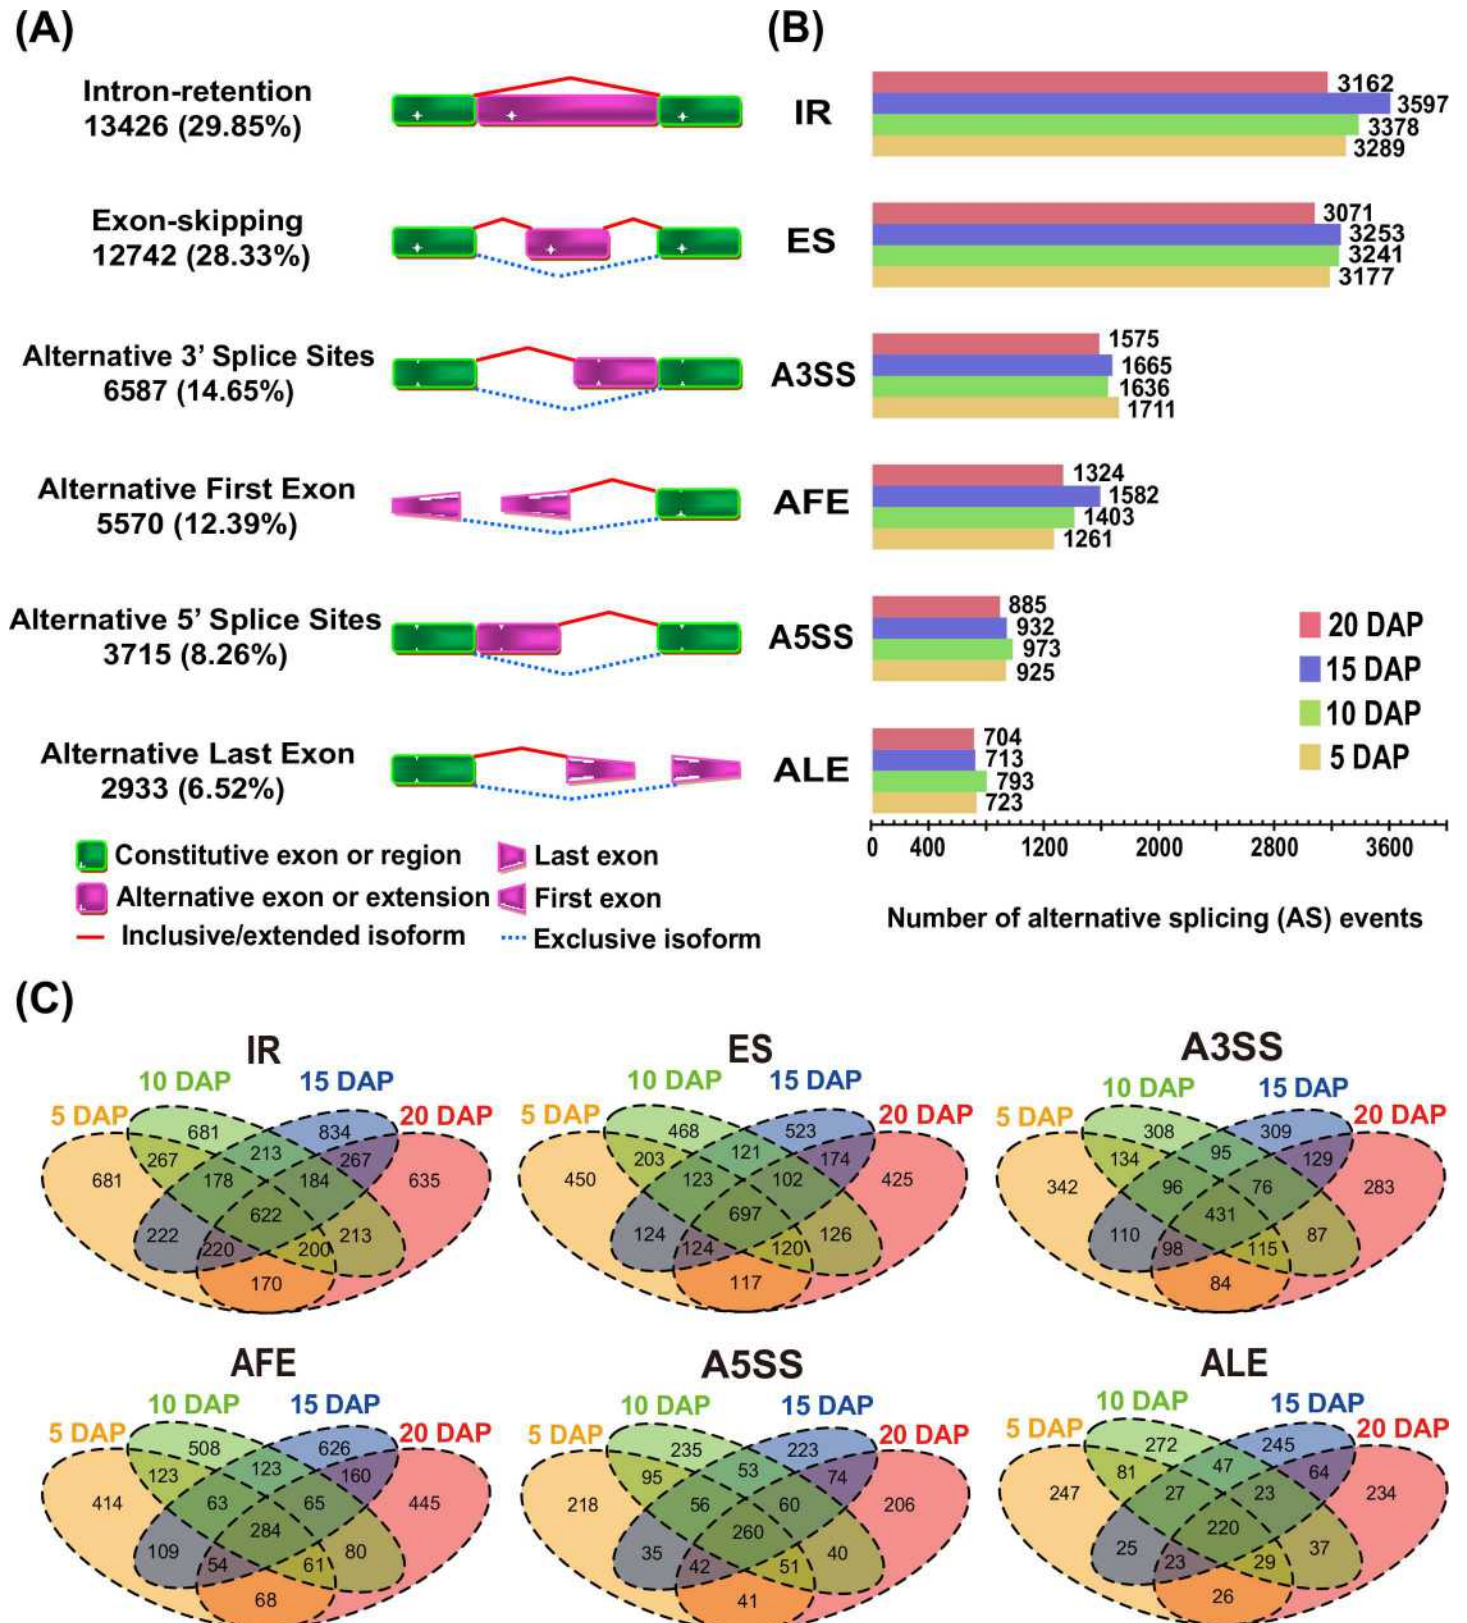 (A)
Intron-retention
13426 (29.85%)
Exon-skipping
12742 (28.33%)
Alternative 3’ Splice Sites
6587 (14.65%)
Alternative First Exon
5570 (12.39%)
Alternative 5’ Splice Sites
3715 (8.26%)
Alternative Last Exon
2933 (6.52%)
Constitutive exon or region
Last exon
Alternative exon or extension
First exon
Inclusive/extended isoform
Exclusive isoform
(B)
IR
3162
3597
3378
3289
ES
3071
3253
3241
3177
A3SS
1575
1665
1636
1711
AFE
1324
1582
1403
1261
A5SS
885
932
973
925
ALE
704
713
793
723
20 DAP
15 DAP
10 DAP
5 DAP
0 400 1200 2000 2800 3600
Number of alternative splicing (AS) events
(C)
IR
10 DAP 15 DAP
5 DAP 20 DAP
681 834
267 213 267
681 178 184 635
622
222 220 200 213
170
ES
10 DAP 15 DAP
5 DAP 20 DAP
468 523
203 121 174
450 123 102 425
697
124 124 120 126
117
A3SS
10 DAP 15 DAP
5 DAP 20 DAP
308 309
134 95 129
342 96 76 283
431
110 98 115 87
84
AFE
10 DAP 15 DAP
5 DAP 20 DAP
508 626
123 123 160
414 63 65 445
284
109 54 61 80
68
A5SS
10 DAP 15 DAP
5 DAP 20 DAP
235 223
95 53 74
218 56 60 206
260
35 42 51 40
41
ALE
10 DAP 15 DAP
5 DAP 20 DAP
272 245
81 47 64
247 27 23 234
220
25 23 29 37
26